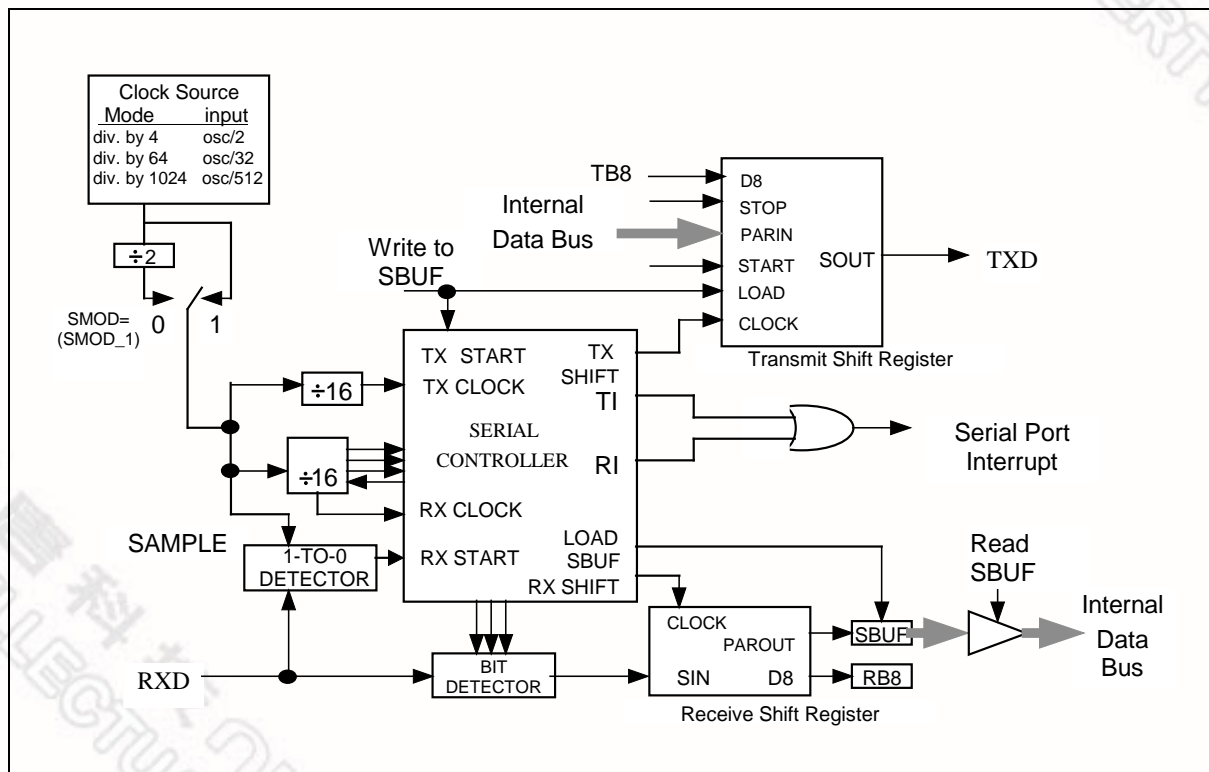 Clock Source
Mode input
div. by 4 osc/2
div. by 64 osc/32
div. by 1024 osc/512
÷2
SMOD=
(SMOD_1)
0 1
TB8
Internal
Data Bus
Write to
SBUF
D8
STOP
PARIN
START
LOAD
CLOCK
SOUT
TXD
Transmit Shift Register
÷16
÷16
TX START
TX CLOCK
SERIAL
CONTROLLER
RX CLOCK
RX START
TX
SHIFT
TI
RI
LOAD
SBUF
RX SHIFT
Serial Port
Interrupt
SAMPLE
1-TO-0
DETECTOR
RXD
BIT
DETECTOR
CLOCK
PAROUT
SIN D8
Receive Shift Register
SBUF
RB8
Read
SBUF
Internal
Data
Bus